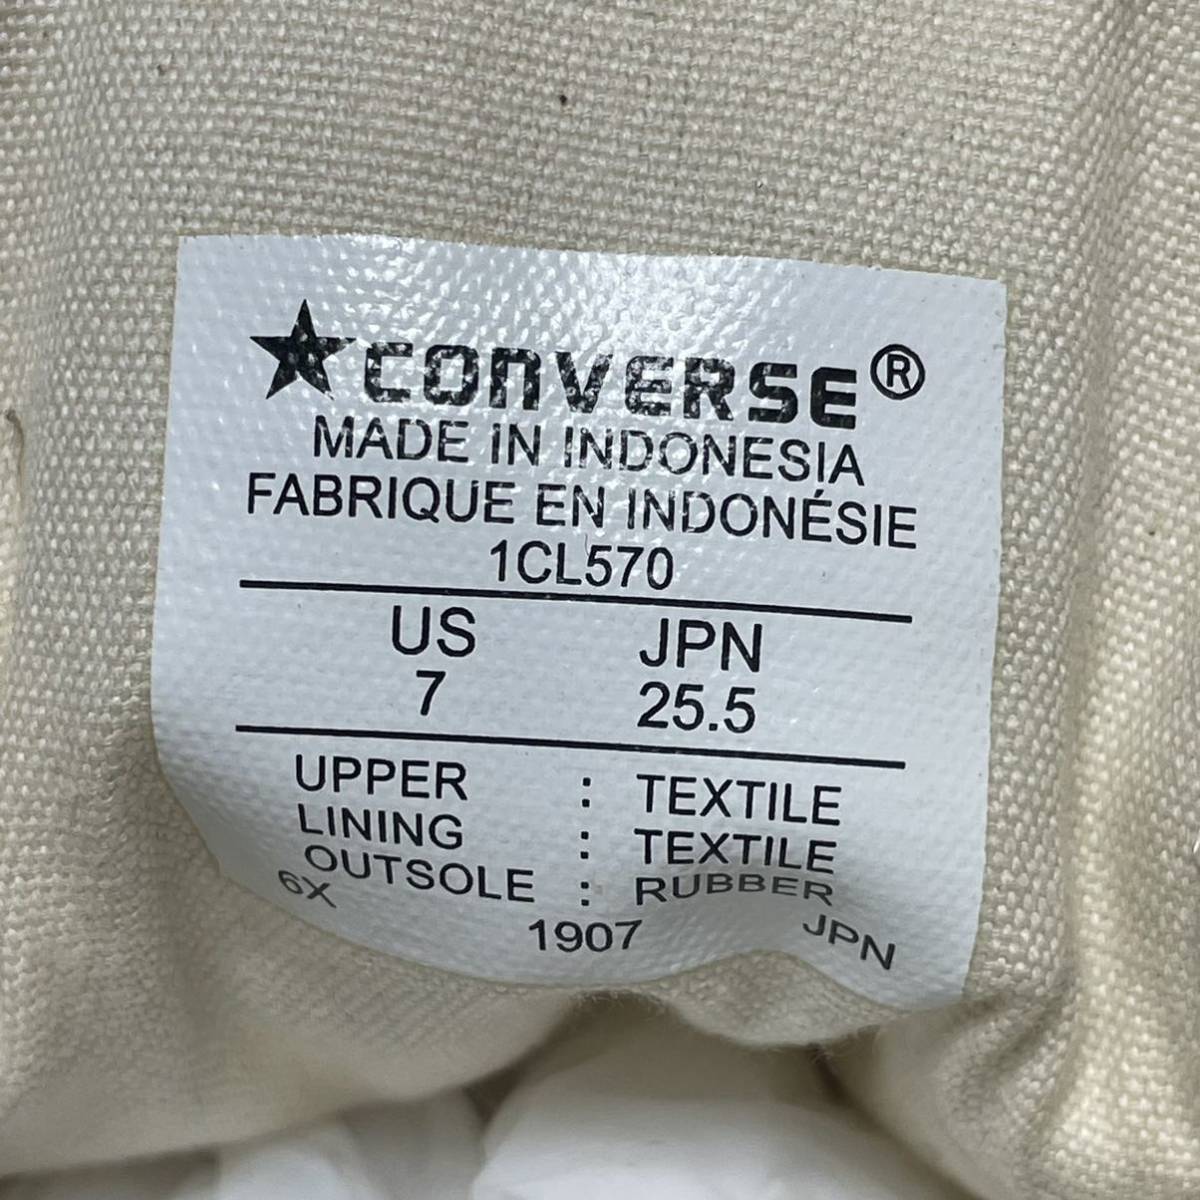 ★CONVERSE®
MADE IN INDONESIA
FABRIQUE EN INDONÉSIE
1CL570
US JPN
7 25.5
UPPER : TEXTILE
LINING : TEXTILE
OUTSOLE : RUBBER
6X 1907 JPN